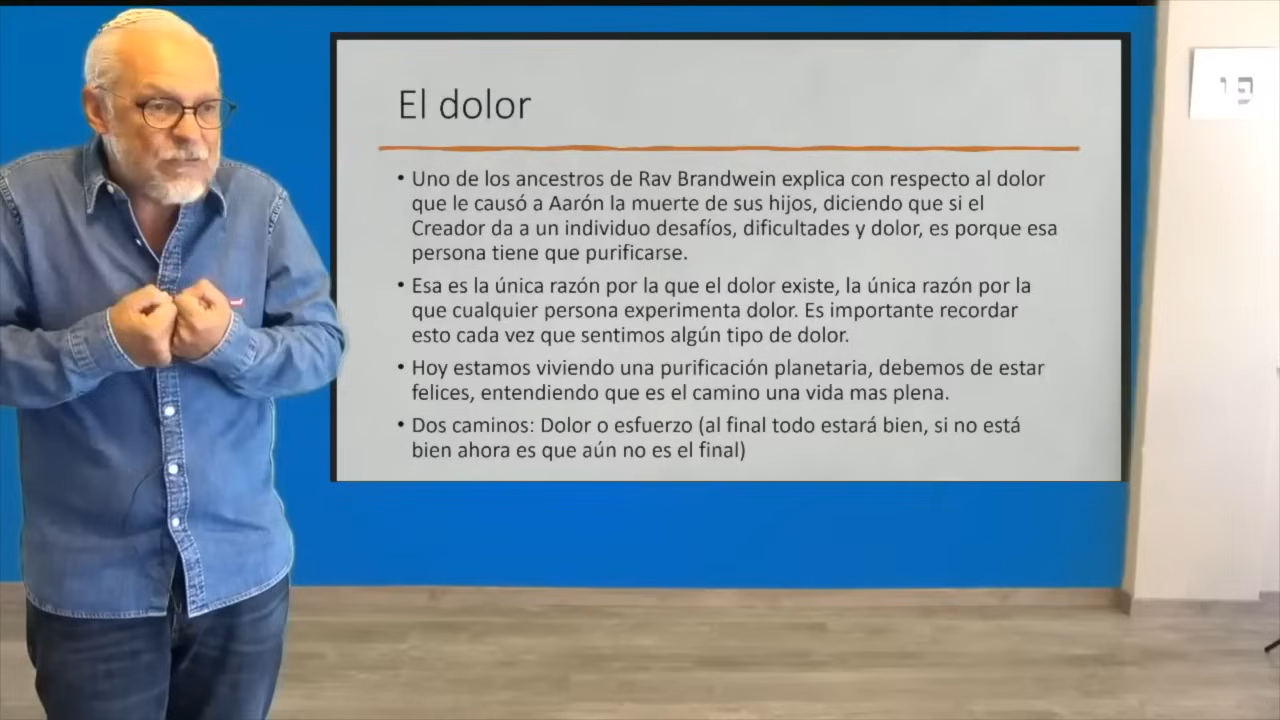 El dolor
• Uno de los ancestros de Rav Brandwein explica con respecto al dolor
que le causó a Aarón la muerte de sus hijos, diciendo que si el
Creador da a un individuo desafíos, dificultades y dolor, es porque esa
persona tiene que purificarse.
• Esa es la única razón por la que el dolor existe, la única razón por la
que cualquier persona experimenta dolor. Es importante recordar
esto cada vez que sentimos algún tipo de dolor.
• Hoy estamos viviendo una purificación planetaria, debemos de estar
felices, entendiendo que es el camino una vida mas plena.
• Dos caminos: Dolor o esfuerzo (al final todo estará bien, si no está
bien ahora es que aún no es el final)